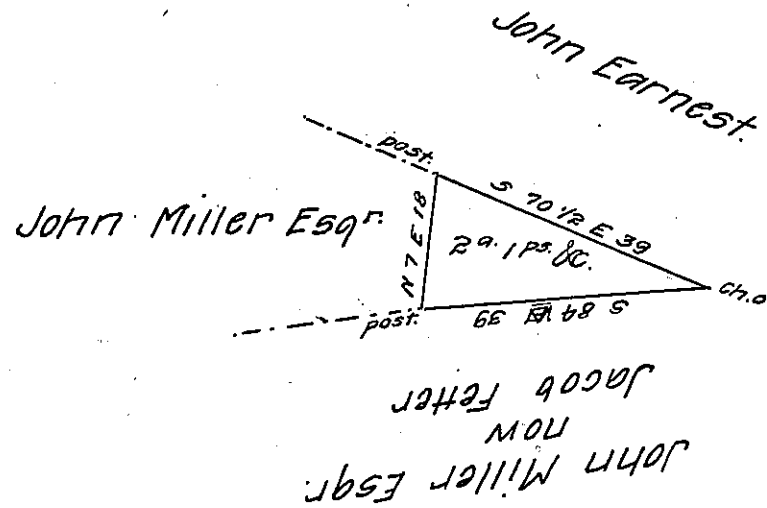 John Earnest.
post.
S 70 1/2 E 39
John Miller Esqr.
N 7 E 18
2a. 1ps. &c.
ch.o
post.
S 84 W 39
John Miller Esqr.
now
Jacob Fetter